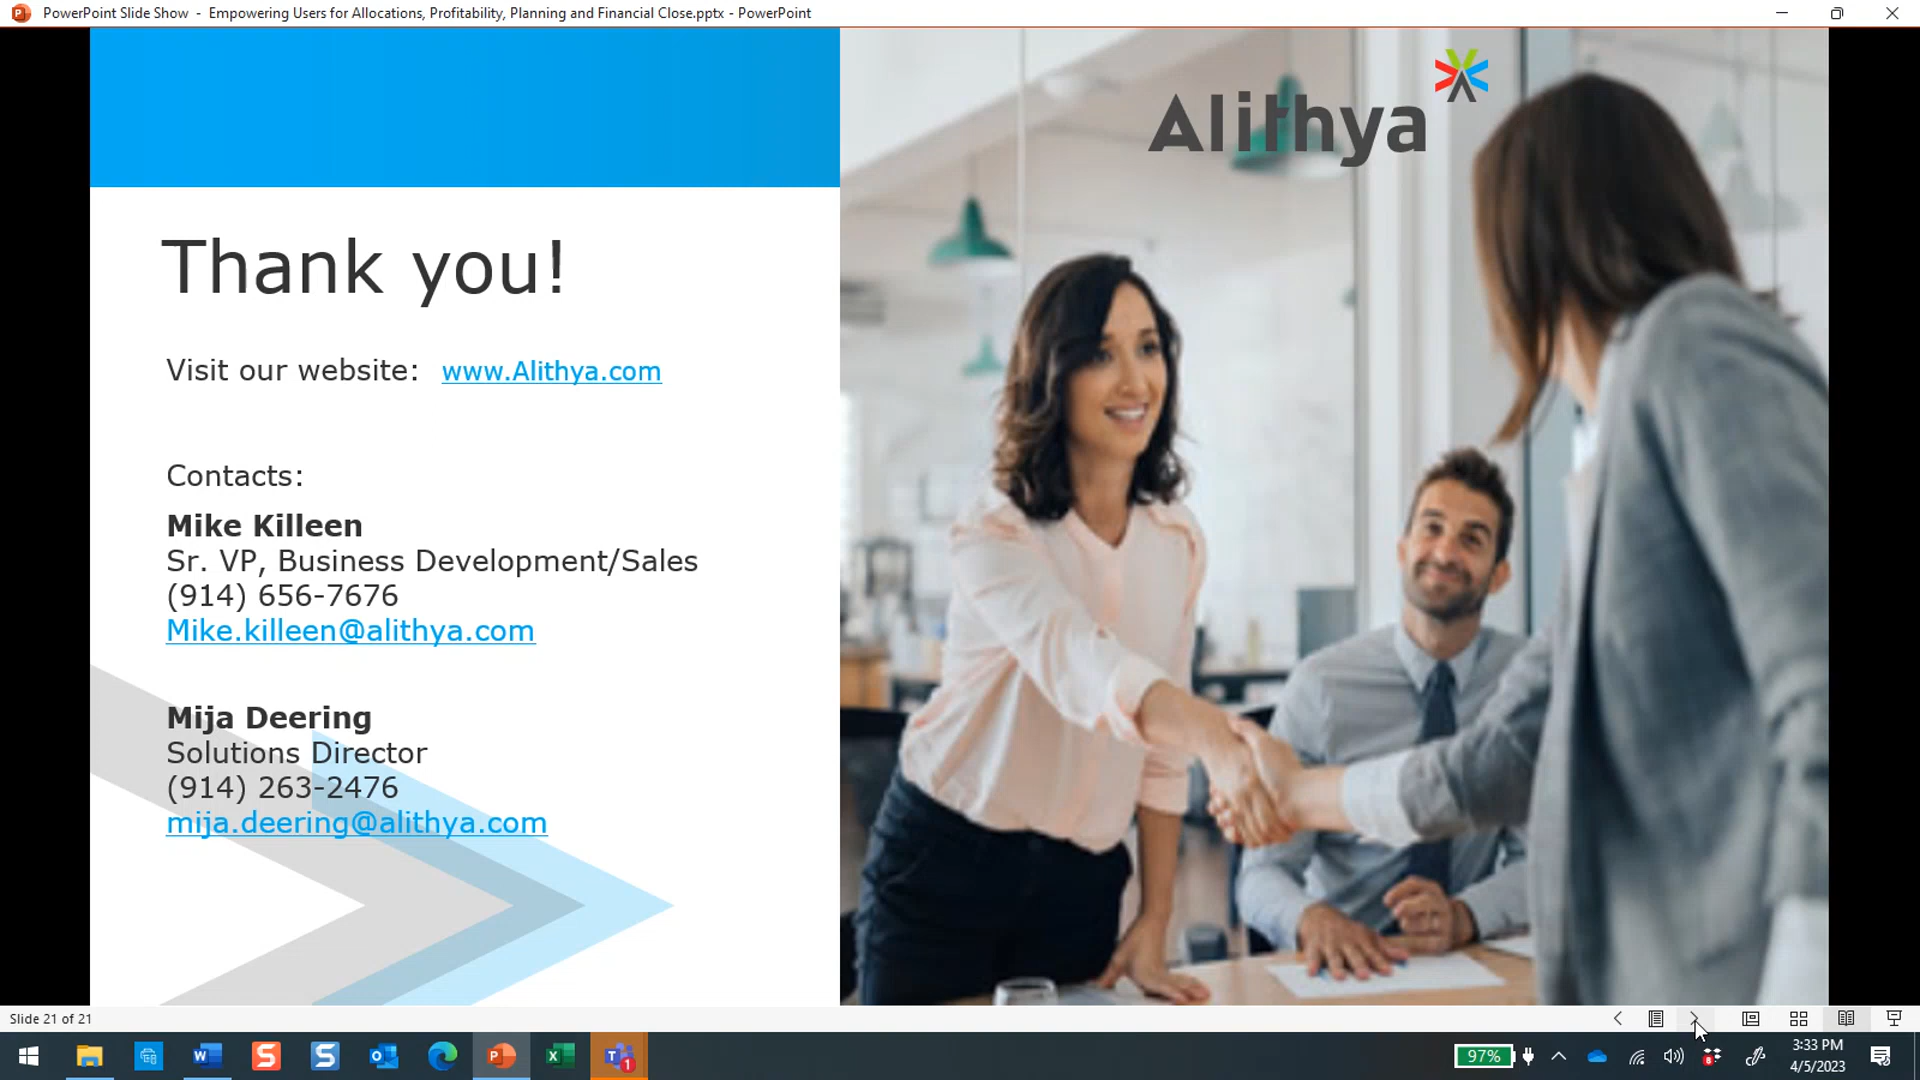 PowerPoint Slide Show - Empowering Users for Allocations, Profitability, Planning and Financial Close.pptx - PowerPoint
Alithya
Thank you!
Visit our website: www.Alithya.com
Contacts:
Mike Killeen
Sr. VP, Business Development/Sales
(914) 656-7676
Mike.killeen@alithya.com
Mija Deering
Solutions Director
(914) 263-2476
mija.deering@alithya.com
Slide 21 of 21
97%
3:33 PM
4/5/2023